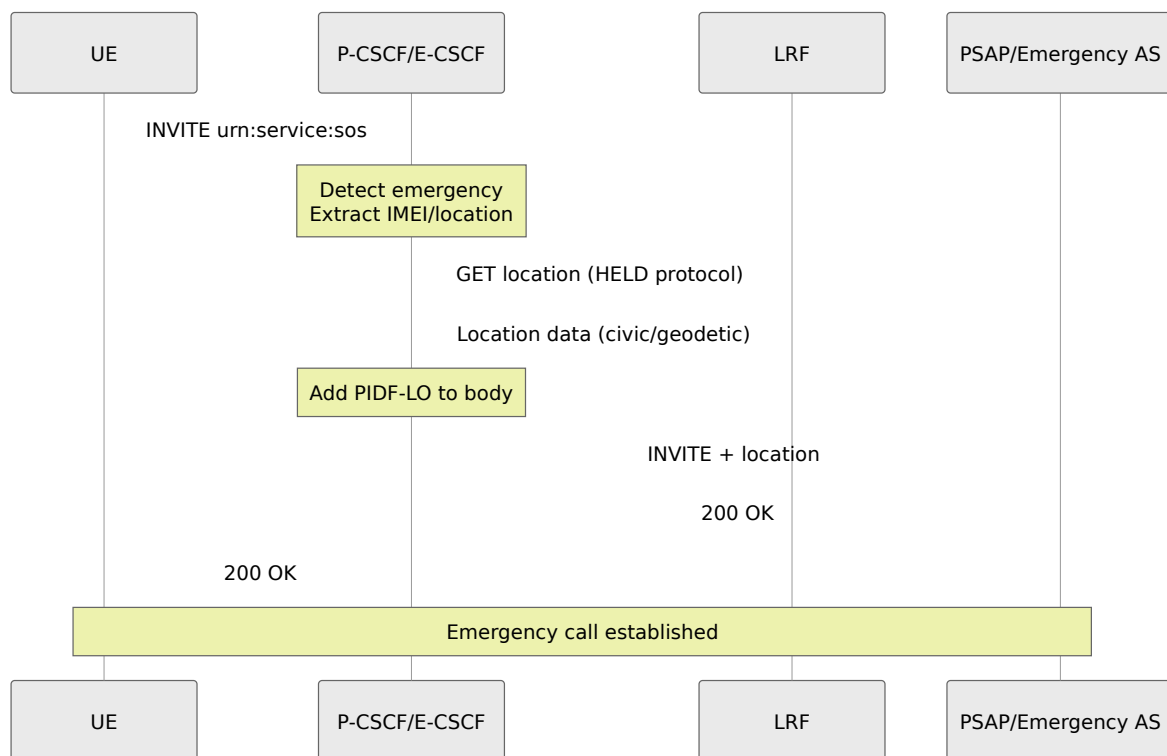 UE
P-CSCF/E-CSCF
LRF
PSAP/Emergency AS
INVITE urn:service:sos
Detect emergency
Extract IMEI/location
GET location (HELD protocol)
Location data (civic/geodetic)
Add PIDF-LO to body
INVITE + location
200 OK
200 OK
Emergency call established
UE
P-CSCF/E-CSCF
LRF
PSAP/Emergency AS